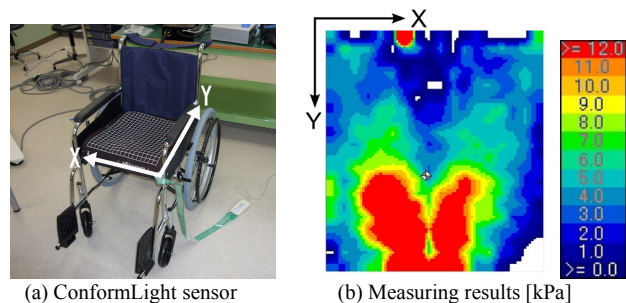 X
Y
X
Y
>= 12.0
11.0
10.0
9.0
8.0
7.0
6.0
5.0
4.0
3.0
2.0
1.0
>= 0.0
(a) ConformLight sensor
(b) Measuring results [kPa]